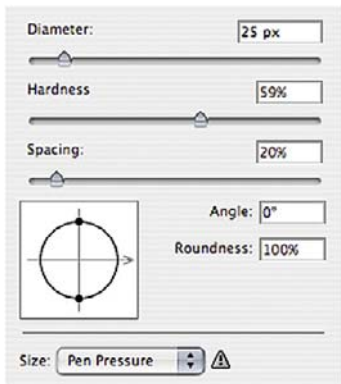 Diameter: 25 px
Hardness 59%
Spacing: 20%
Angle: 0°
Roundness: 100%
Size: Pen Pressure